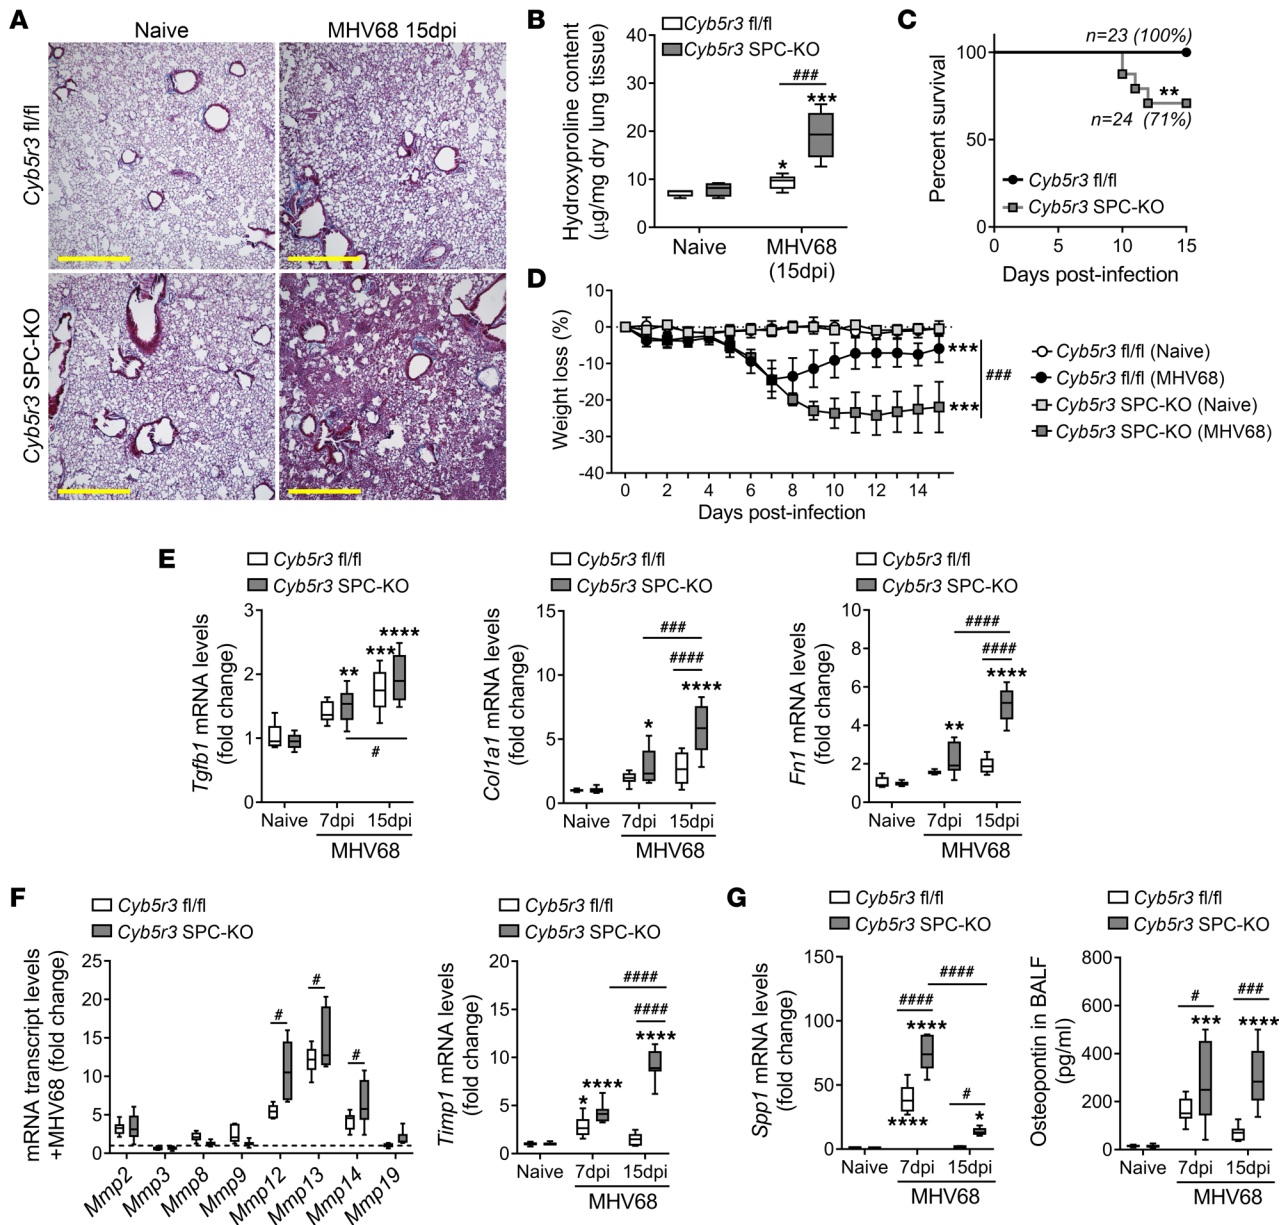 A
Naive
MHV68 15dpi
Cyb5r3 fl/fl
Cyb5r3 SPC-KO
B
Cyb5r3 fl/fl
Cyb5r3 SPC-KO
Hydroxyproline content
(μg/mg dry lung tissue)
40
30
20
10
0
###
***
*
Naive
MHV68
(15dpi)
C
n=23 (100%)
**
n=24 (71%)
Percent survival
100
50
0
Cyb5r3 fl/fl
Cyb5r3 SPC-KO
0
5
10
15
Days post-infection
D
Weight loss (%)
10
0
-10
-20
-30
-40
***
###
***
0
2
4
6
8
10
12
14
Days post-infection
Cyb5r3 fl/fl (Naive)
Cyb5r3 fl/fl (MHV68)
Cyb5r3 SPC-KO (Naive)
Cyb5r3 SPC-KO (MHV68)
E
Cyb5r3 fl/fl
Cyb5r3 SPC-KO
Tgfb1 mRNA levels
(fold change)
3
2
1
0
****
***
**
#
Naive
7dpi
15dpi
MHV68
Cyb5r3 fl/fl
Cyb5r3 SPC-KO
Col1a1 mRNA levels
(fold change)
15
10
5
0
###
####
****
*
Naive
7dpi
15dpi
MHV68
Cyb5r3 fl/fl
Cyb5r3 SPC-KO
Fn1 mRNA levels
(fold change)
10
8
6
4
2
0
####
####
****
**
Naive
7dpi
15dpi
MHV68
F
Cyb5r3 fl/fl
Cyb5r3 SPC-KO
mRNA transcript levels
+MHV68 (fold change)
25
20
15
10
5
0
#
#
#
Mmp2
Mmp3
Mmp8
Mmp9
Mmp12
Mmp13
Mmp14
Mmp19
Cyb5r3 fl/fl
Cyb5r3 SPC-KO
Timp1 mRNA levels
(fold change)
20
15
10
5
0
####
####
****
****
*
Naive
7dpi
15dpi
MHV68
G
Cyb5r3 fl/fl
Cyb5r3 SPC-KO
Spp1 mRNA levels
(fold change)
150
100
50
0
####
####
****
****
#
*
Naive
7dpi
15dpi
MHV68
Cyb5r3 fl/fl
Cyb5r3 SPC-KO
Osteopontin in BALF
(pg/ml)
800
600
400
200
0
#
###
***
****
Naive
7dpi
15dpi
MHV68